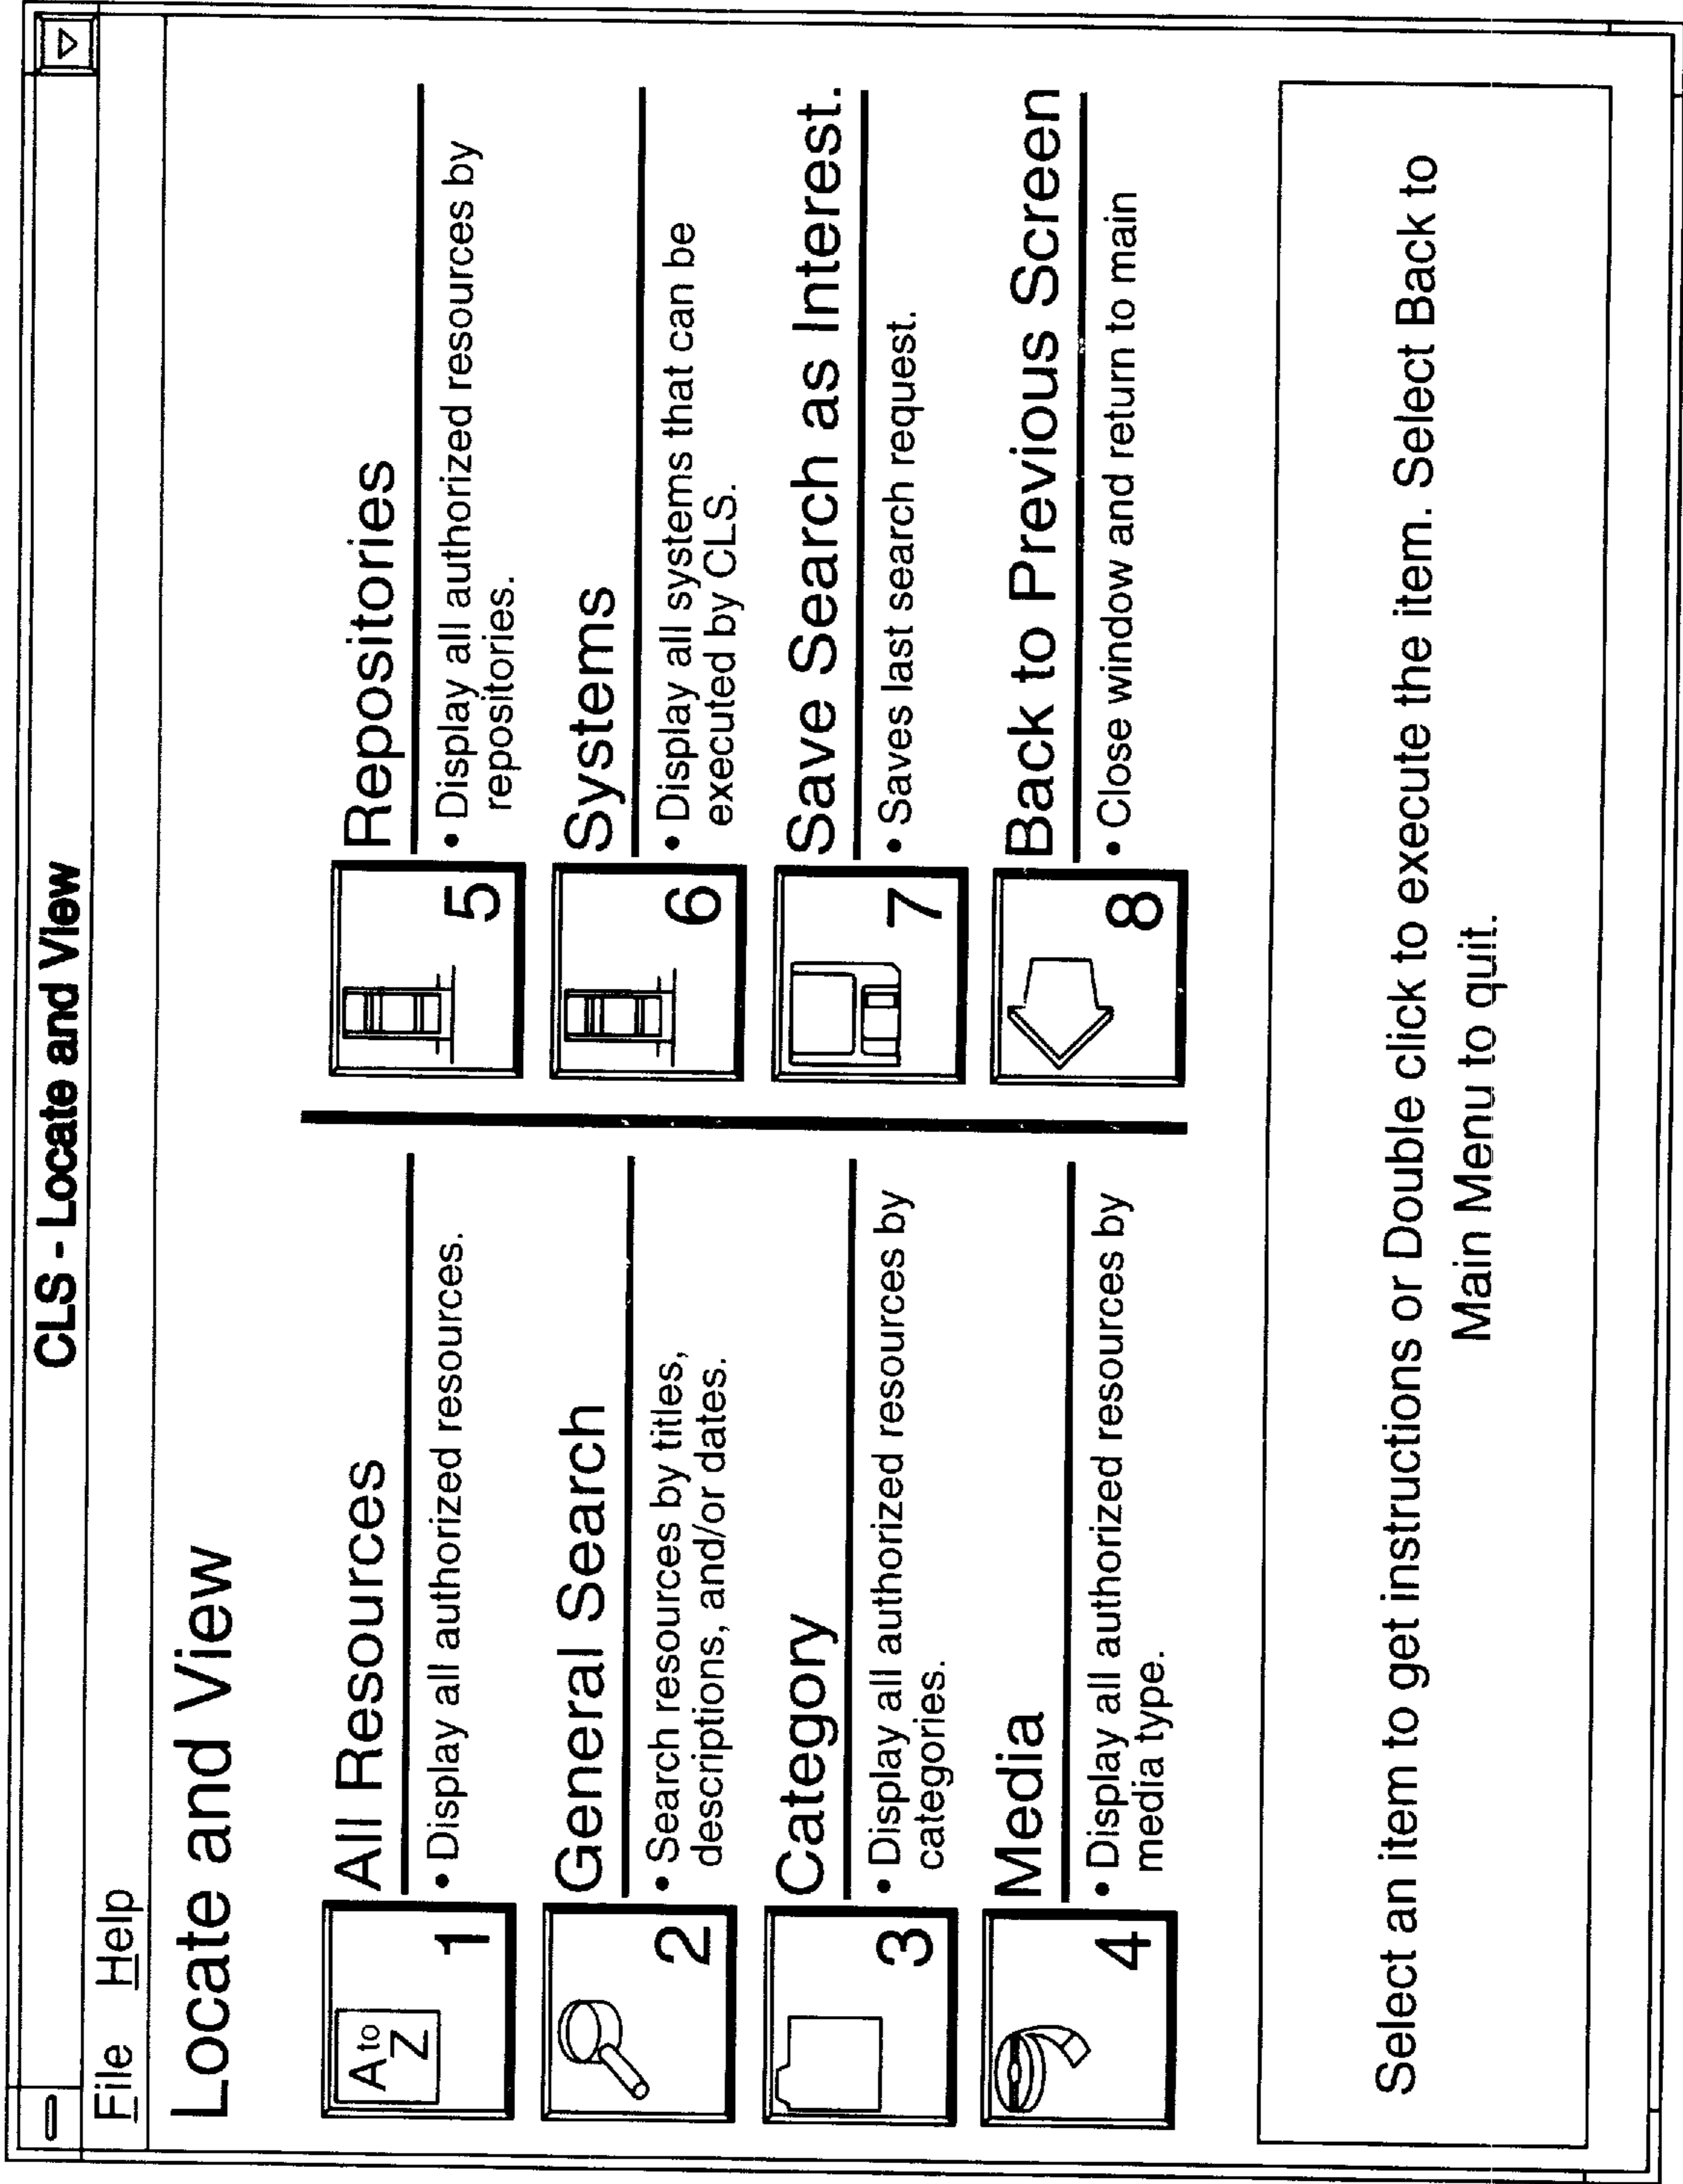 CLS - Locate and View
File Help
Locate and View
A to
Z
1
All Resources
• Display all authorized resources.
2
General Search
• Search resources by titles,
descriptions, and/or dates.
3
Category
• Display all authorized resources by
categories.
4
Media
• Display all authorized resources by
media type.
5
Repositories
• Display all authorized resources by
repositories.
6
Systems
• Display all systems that can be
executed by CLS.
7
Save Search as Interest.
• Saves last search request.
8
Back to Previous Screen
• Close window and return to main
Select an item to get instructions or Double click to execute the item. Select Back to
Main Menu to quit.